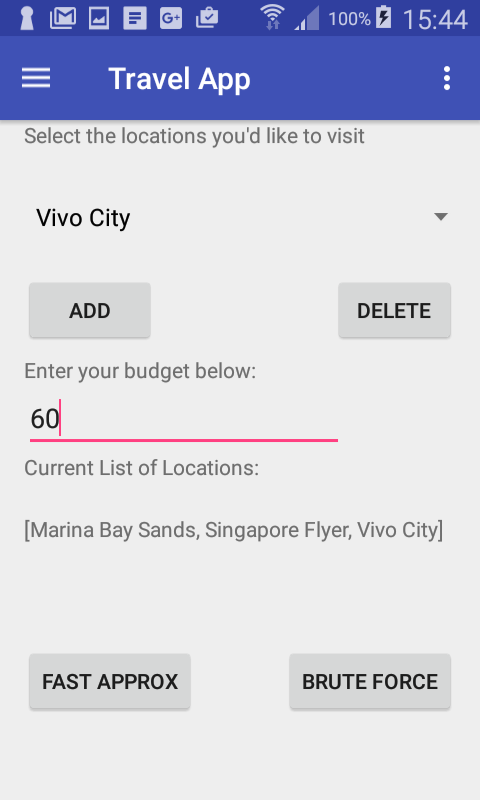 G+ 100% 15:44
Travel App
Select the locations you'd like to visit
Vivo City
ADD DELETE
Enter your budget below:
60
Current List of Locations:
[Marina Bay Sands, Singapore Flyer, Vivo City]
FAST APPROX BRUTE FORCE